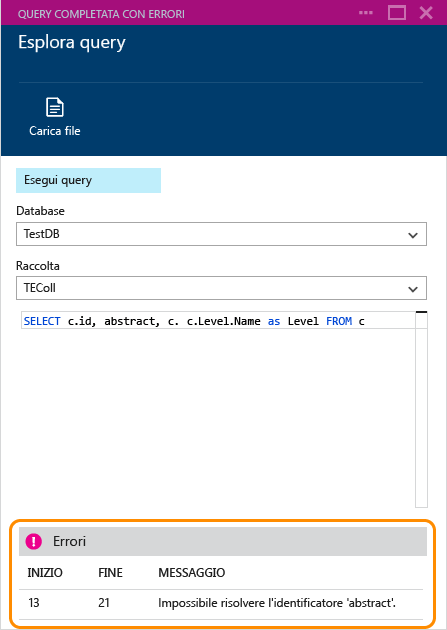 QUERY COMPLETATA CON ERRORI
Esplora query
Carica file
Esegui query
Database
TestDB
Raccolta
TEColl
SELECT c.id, abstract, c. c.Level.Name as Level FROM c
Errori
INIZIO FINE MESSAGGIO
13 21 Impossibile risolvere l'identificatore 'abstract'.